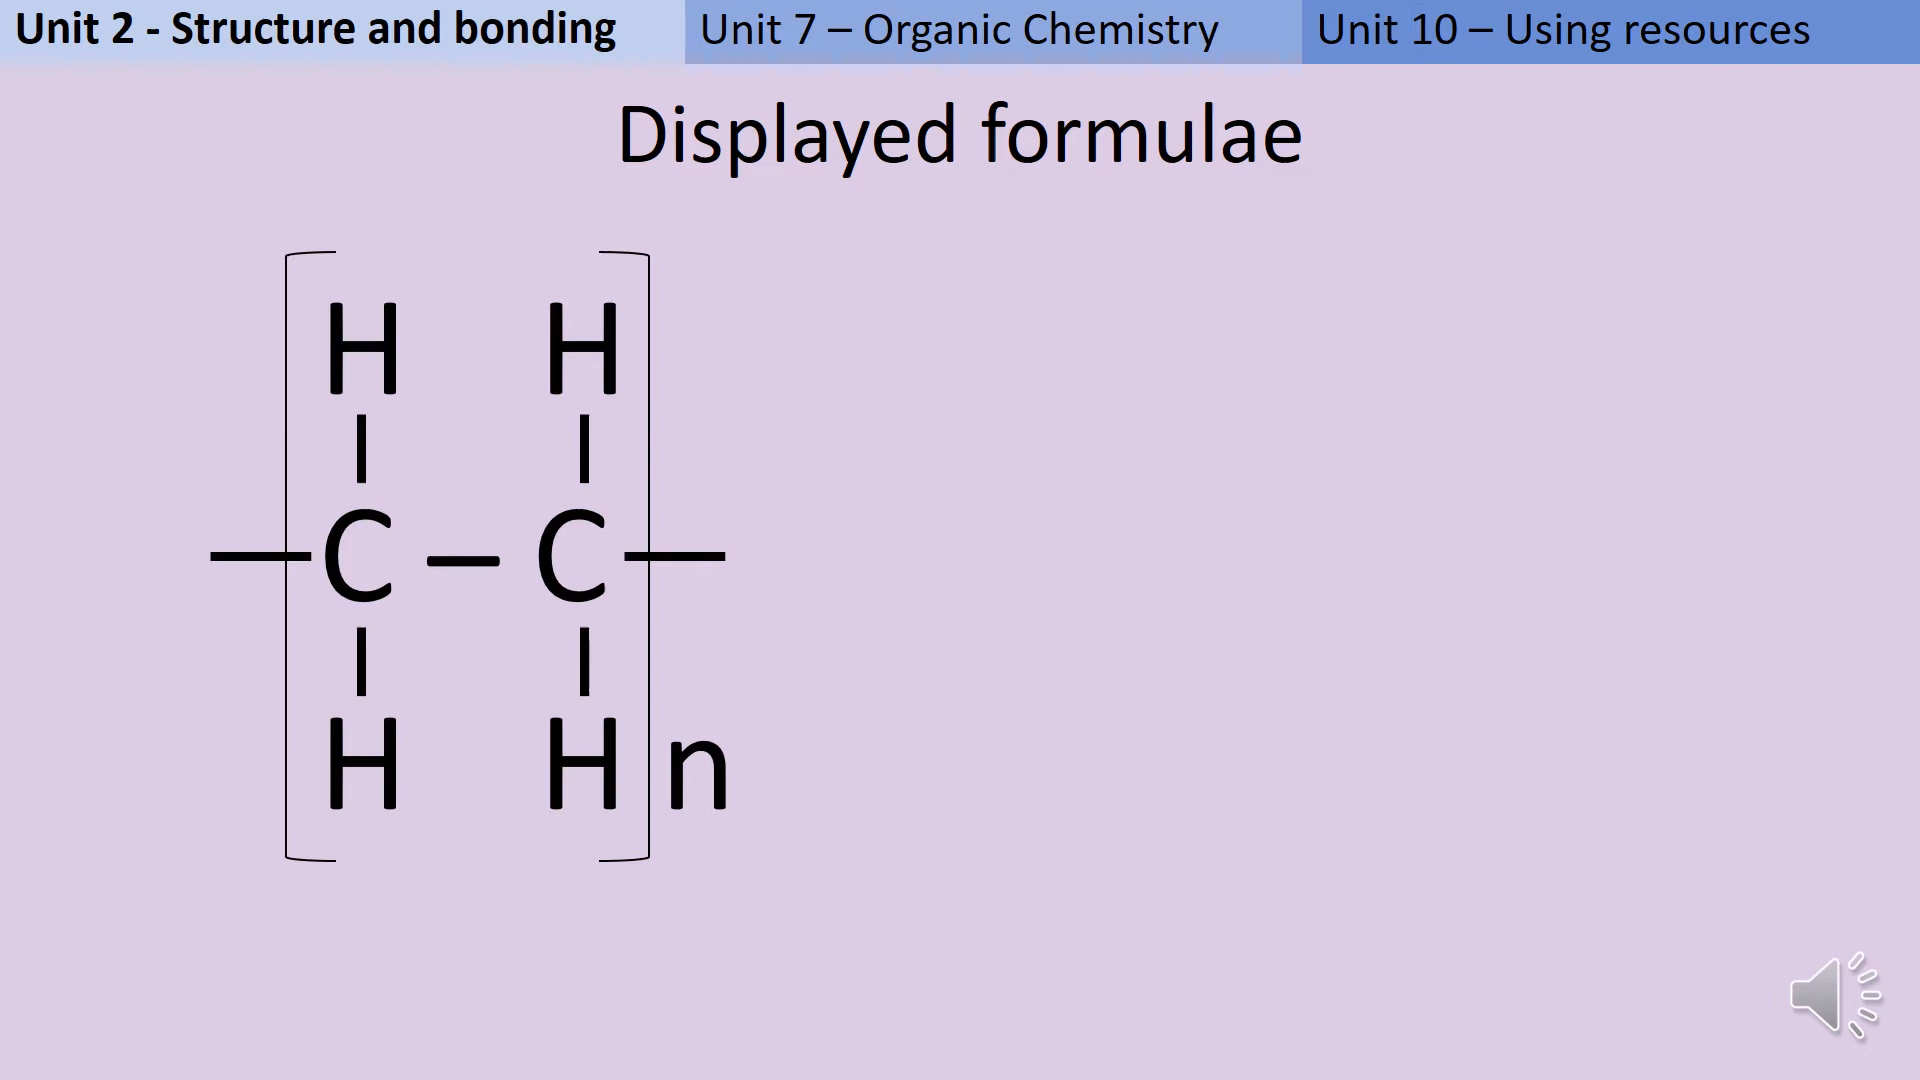 Unit 2 - Structure and bonding
Unit 7 – Organic Chemistry
Unit 10 – Using resources
Displayed formulae
H H
C – C
H H n